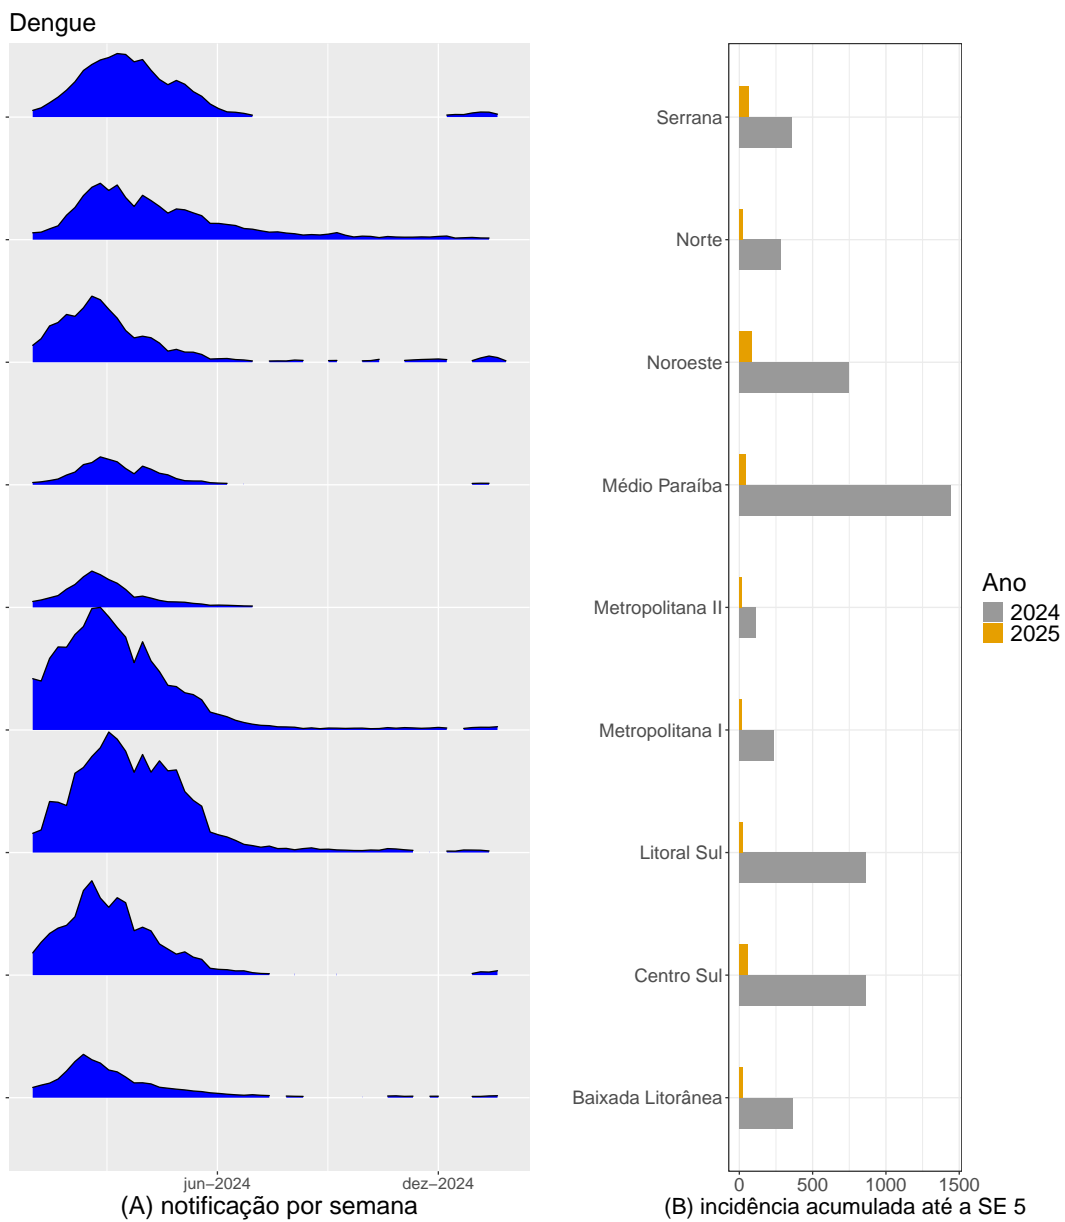 Dengue
Serrana
Norte
Noroeste
Médio Paraíba
Metropolitana II
Metropolitana I
Litoral Sul
Centro Sul
Baixada Litorânea
Ano
2024
2025
jun–2024
dez–2024
0
500
1000
1500
(A) notificação por semana
(B) incidência acumulada até a SE 5